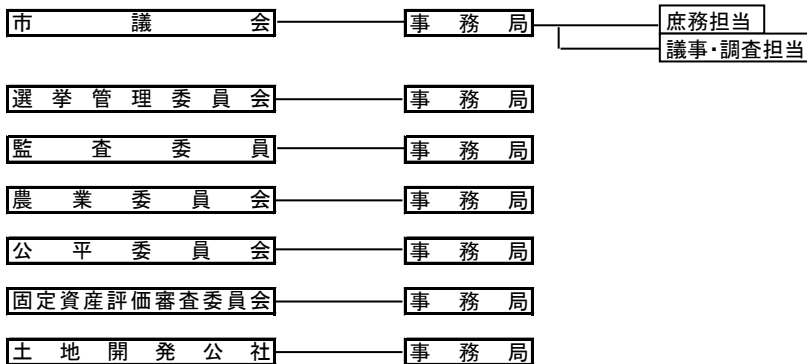 市議会 事務局 庶務担当
議事・調査担当
選挙管理委員会 事務局
監査委員 事務局
農業委員会 事務局
公平委員会 事務局
固定資産評価審査委員会 事務局
土地開発公社 事務局